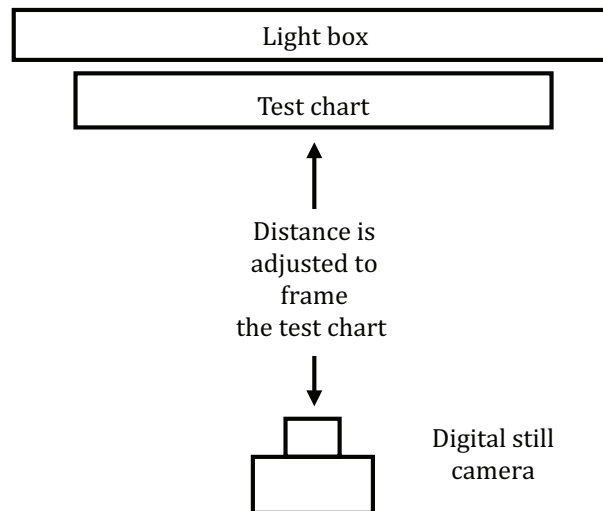 Light box
Test chart
Distance is
adjusted to
frame
the test chart
Digital still
camera